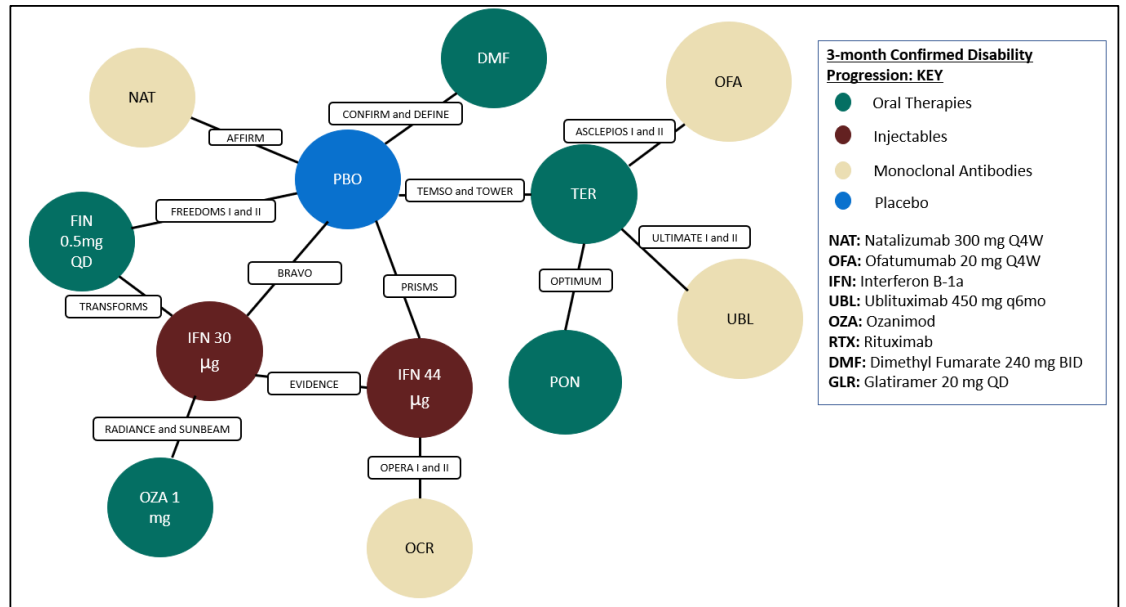 DMF
NAT
OFA
CONFIRM and DEFINE
AFFIRM
ASCLEPIOS I and II
PBO
TEMSO and TOWER
TER
FREEDOMS I and II
FIN
0.5mg
QD
ULTIMATE I and II
BRAVO
PRISMS
OPTIMUM
TRANSFORMS
UBL
IFN 30
µg
EVIDENCE
IFN 44
µg
PON
RADIANCE and SUNBEAM
OPERA I and II
OZA 1
mg
OCR
3-month Confirmed Disability
Progression: KEY
Oral Therapies
Injectables
Monoclonal Antibodies
Placebo
NAT: Natalizumab 300 mg Q4W
OFA: Ofatumumab 20 mg Q4W
IFN: Interferon B-1a
UBL: Ublituximab 450 mg q6mo
OZA: Ozanimod
RTX: Rituximab
DMF: Dimethyl Fumarate 240 mg BID
GLR: Glatiramer 20 mg QD